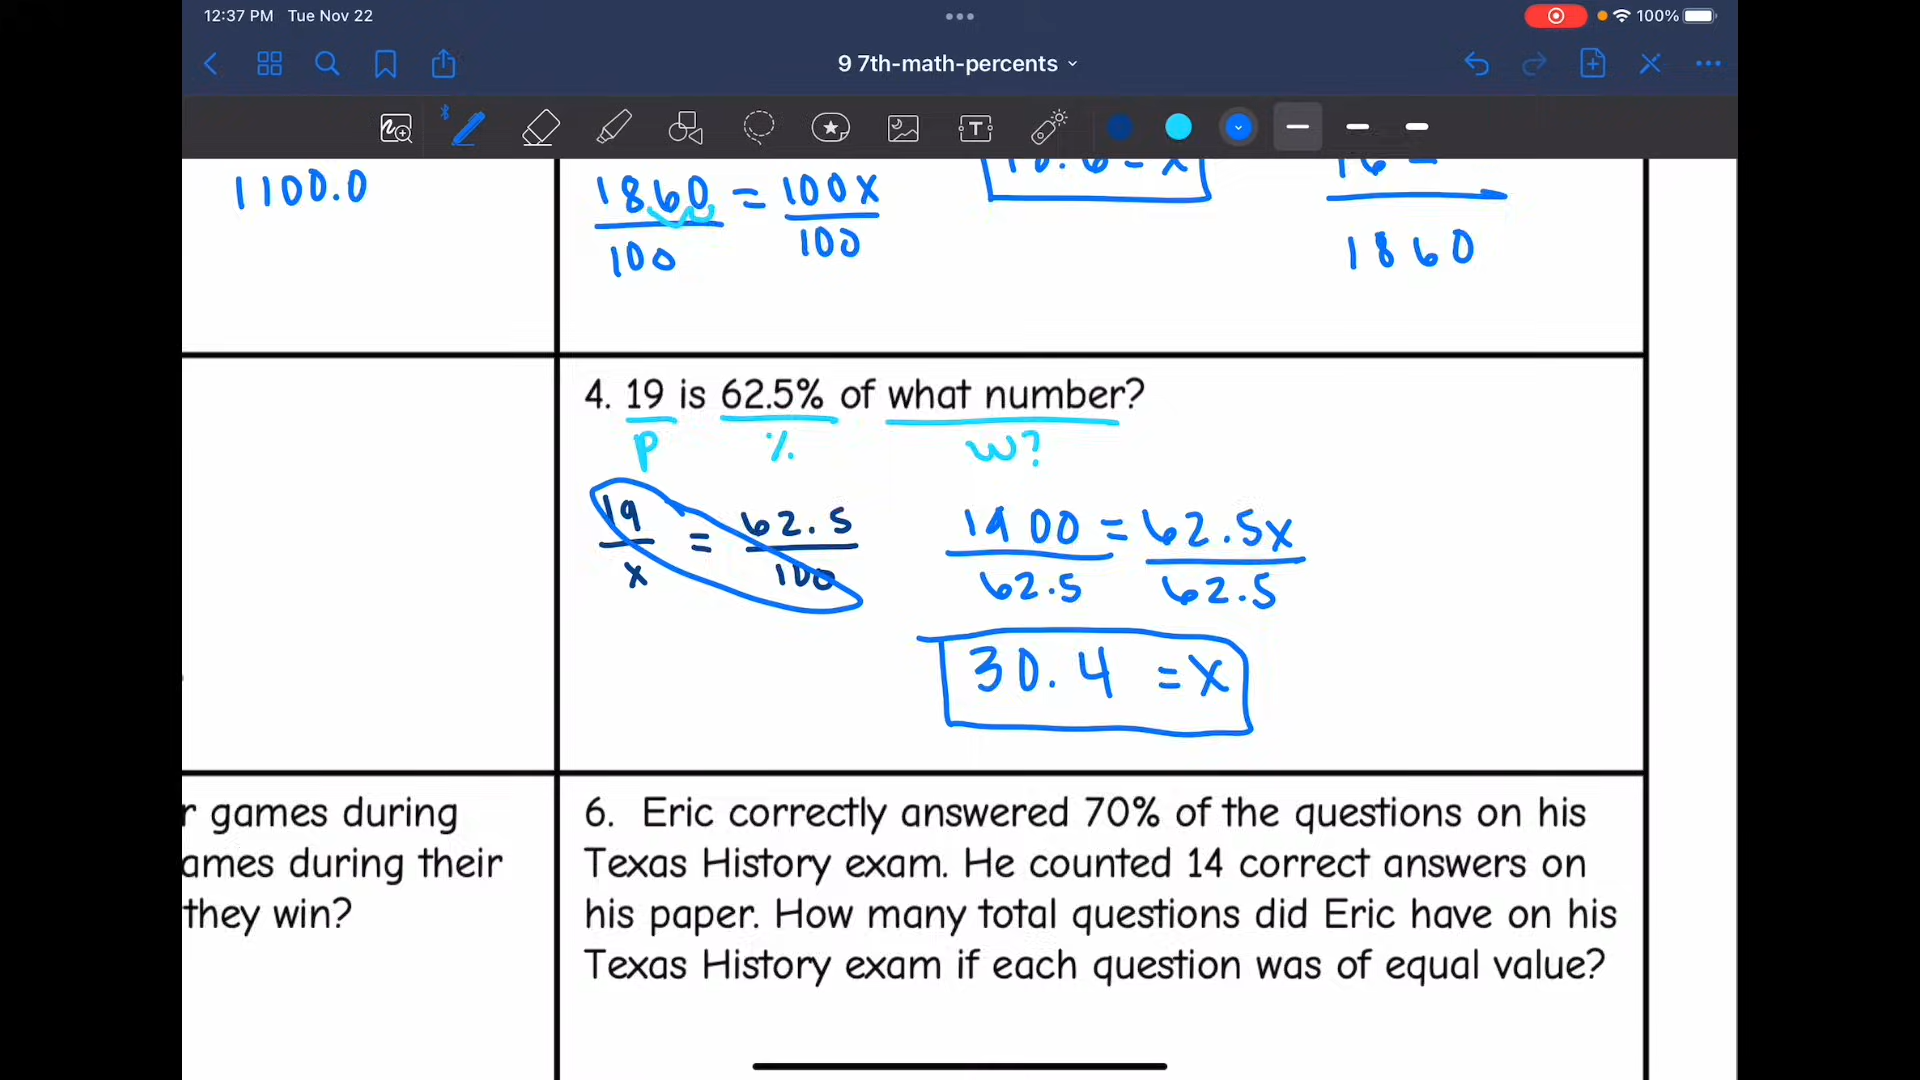 12:37 PM Tue Nov 22
100%
9 7th-math-percents
1100.0
1860 = 100x
100 100
1860
4. 19 is 62.5% of what number?
P % W?
19 = 62.5
x 100
1900 = 62.5x
62.5 62.5
30.4 = x
r games during
ames during their
they win?
6. Eric correctly answered 70% of the questions on his
Texas History exam. He counted 14 correct answers on
his paper. How many total questions did Eric have on his
Texas History exam if each question was of equal value?